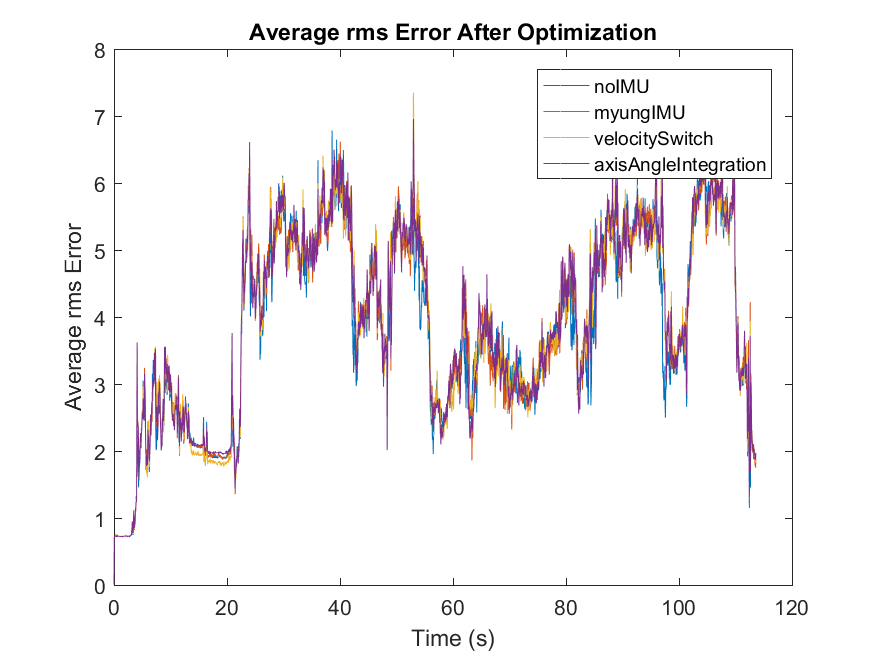 Average rms Error After Optimization
8
7
6
5
4
3
2
1
0
Average rms Error
noIMU
myungIMU
velocitySwitch
axisAngleIntegration
0 20 40 60 80 100 120
Time (s)